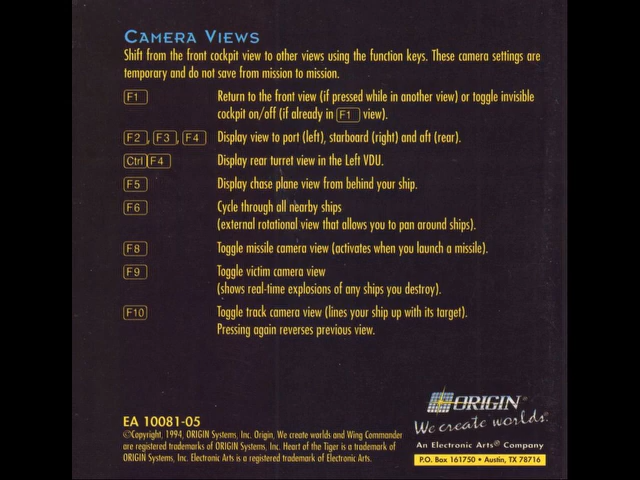 CAMERA VIEWS
Shift from the front cockpit view to other views using the function keys. These camera settings are
temporary and do not save from mission to mission.
F1 Return to the front view (if pressed while in another view) or toggle invisible
cockpit on/off (if already in F1 view).
F2, F3, F4 Display view to port (left), starboard (right) and aft (rear).
Ctrl F4 Display rear turret view in the Left VDU.
F5 Display chase plane view from behind your ship.
F6 Cycle through all nearby ships
(external rotational view that allows you to pan around ships).
F8 Toggle missile camera view (activates when you launch a missile).
F9 Toggle victim camera view
(shows real-time explosions of any ships you destroy).
F10 Toggle track camera view (lines your ship up with its target).
Pressing again reverses previous view.
ORIGIN®
We create worlds®
An Electronic Arts® Company
P.O. Box 161750 • Austin, TX 78716
EA 10081-05
©Copyright, 1994, ORIGIN Systems, Inc. Origin, We create worlds and Wing Commander
are registered trademarks of ORIGIN Systems, Inc. Heart of the Tiger is a trademark of
ORIGIN Systems, Inc. Electronic Arts is a registered trademark of Electronic Arts.